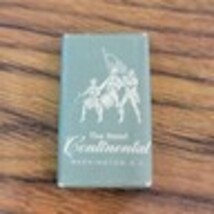 The Hotel
Continental
WASHINGTON, D.C.